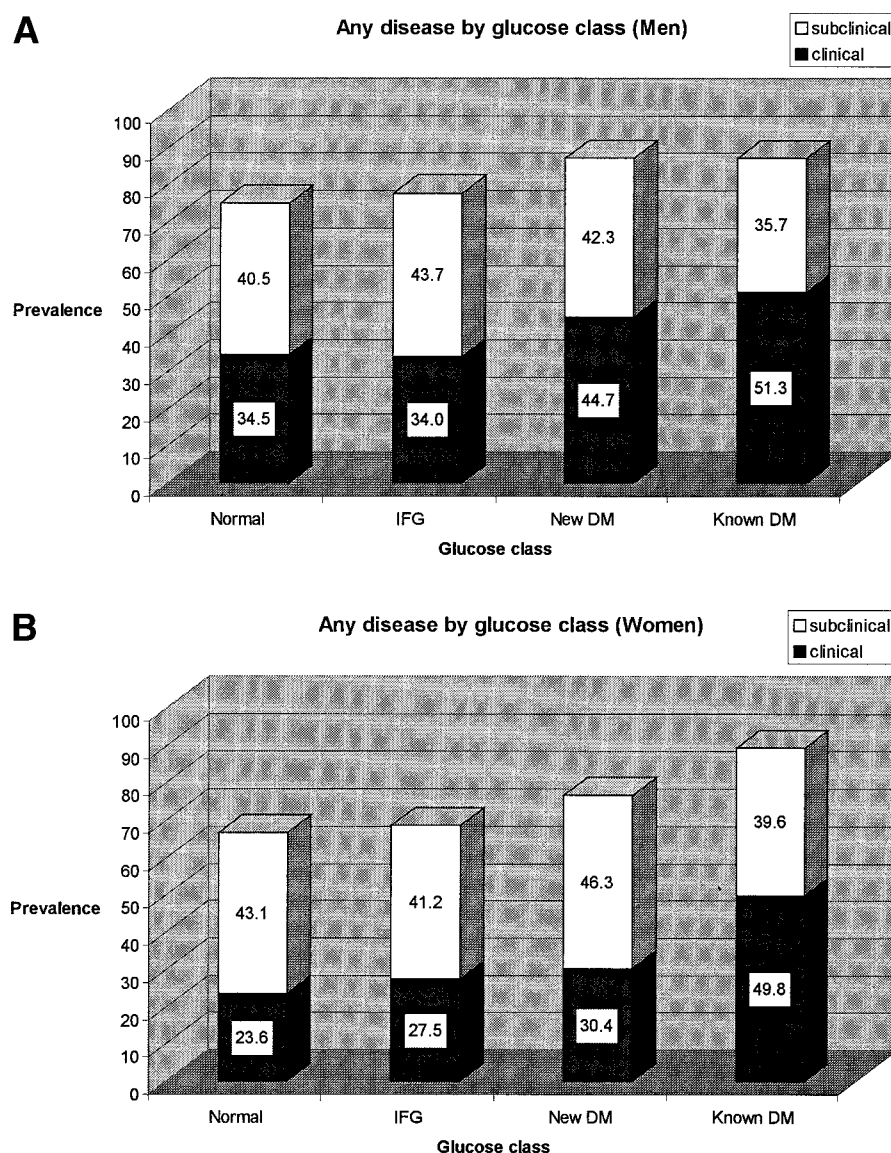 A
Any disease by glucose class (Men)
subclinical
clinical
100
90
80
70
60
50
40
30
20
10
0
Prevalence
40.5
43.7
42.3
35.7
34.5
34.0
44.7
51.3
Normal IFG New DM Known DM
Glucose class
B
Any disease by glucose class (Women)
subclinical
clinical
100
90
80
70
60
50
40
30
20
10
0
Prevalence
43.1
41.2
46.3
39.6
23.6
27.5
30.4
49.8
Normal IFG New DM Known DM
Glucose class